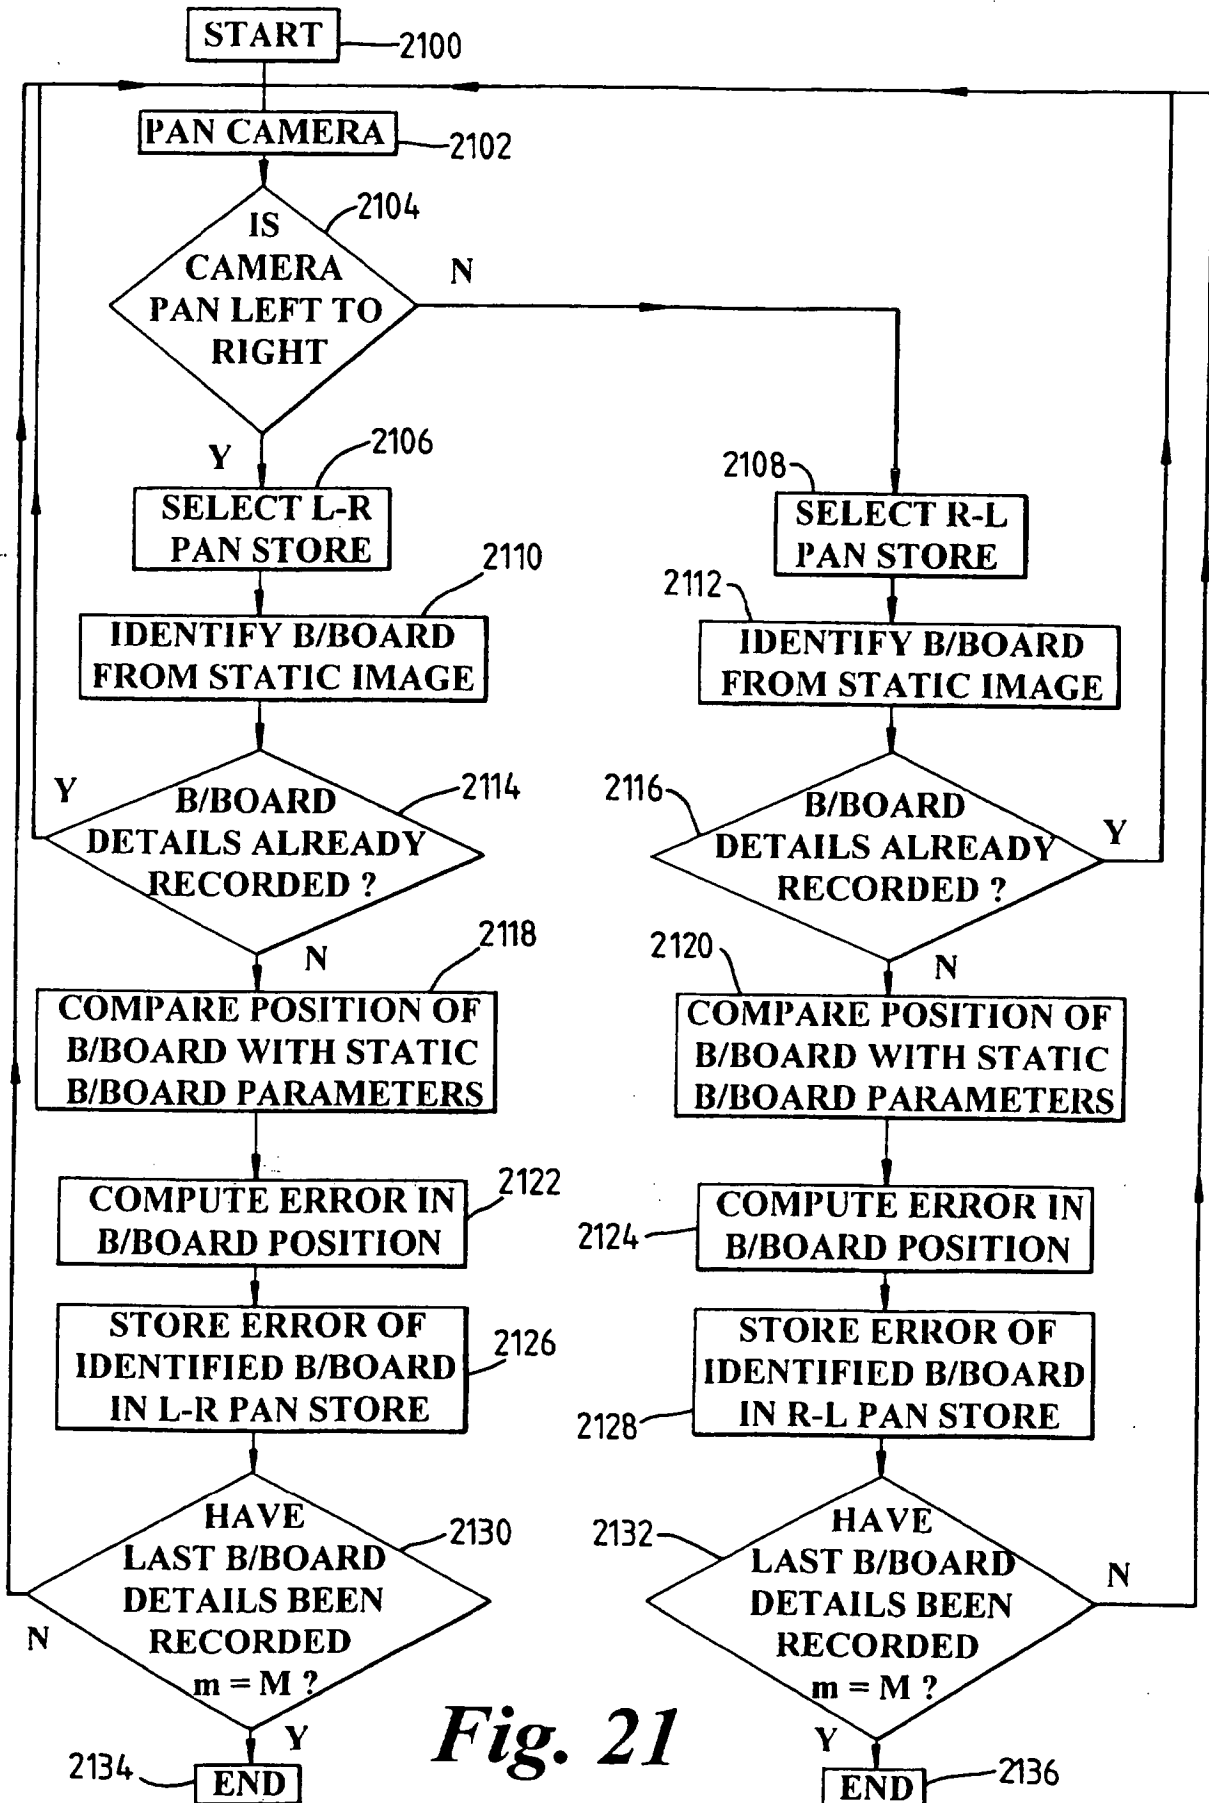 START
2100
PAN CAMERA
2102
2104
IS
CAMERA
PAN LEFT TO
RIGHT
N
Y
2106
SELECT L-R
PAN STORE
2108
SELECT R-L
PAN STORE
2110
IDENTIFY B/BOARD
FROM STATIC IMAGE
2112
IDENTIFY B/BOARD
FROM STATIC IMAGE
Y
2114
B/BOARD
DETAILS ALREADY
RECORDED ?
N
2116
B/BOARD
DETAILS ALREADY
RECORDED ?
Y
N
2118
COMPARE POSITION OF
B/BOARD WITH STATIC
B/BOARD PARAMETERS
2120
COMPARE POSITION OF
B/BOARD WITH STATIC
B/BOARD PARAMETERS
2122
COMPUTE ERROR IN
B/BOARD POSITION
2124
COMPUTE ERROR IN
B/BOARD POSITION
STORE ERROR OF
IDENTIFIED B/BOARD
IN L-R PAN STORE
2126
STORE ERROR OF
IDENTIFIED B/BOARD
IN R-L PAN STORE
2128
HAVE
LAST B/BOARD
DETAILS BEEN
RECORDED
m = M ?
2130
N
Y
2132
HAVE
LAST B/BOARD
DETAILS BEEN
RECORDED
m = M ?
N
Y
Fig. 21
2134
END
END
2136